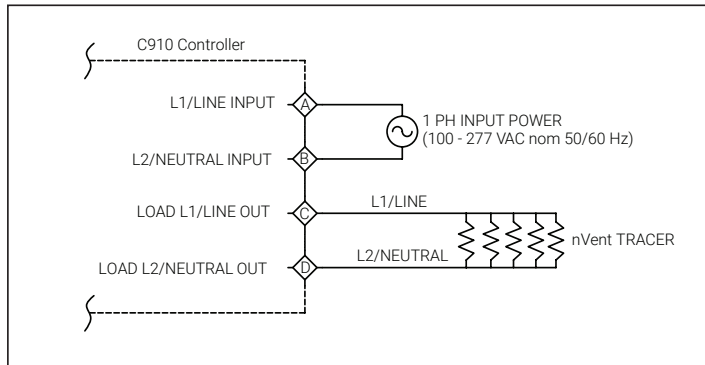 C910 Controller
L1/LINE INPUT
A
1 PH INPUT POWER
(100 - 277 VAC nom 50/60 Hz)
L2/NEUTRAL INPUT
B
LOAD L1/LINE OUT
C
L1/LINE
nVent TRACER
L2/NEUTRAL
LOAD L2/NEUTRAL OUT
D